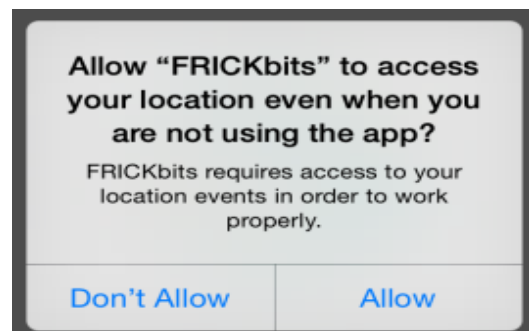 Allow “FRICKbits” to access
your location even when you
are not using the app?
FRICKbits requires access to your
location events in order to work
properly.
Don’t Allow
Allow